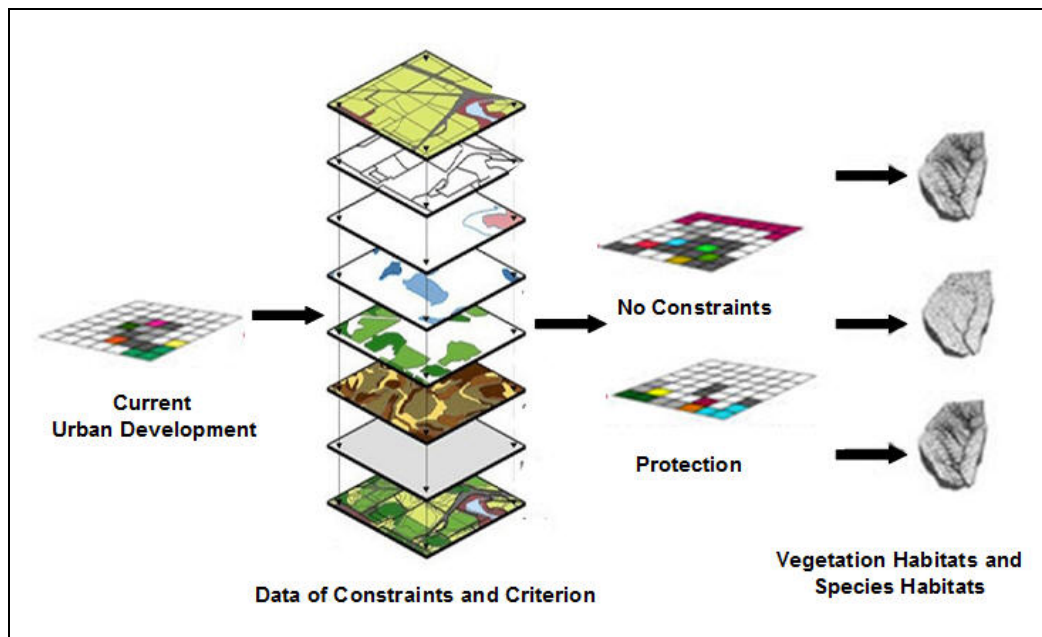 Current
Urban Development
Data of Constraints and Criterion
No Constraints
Protection
Vegetation Habitats and
Species Habitats